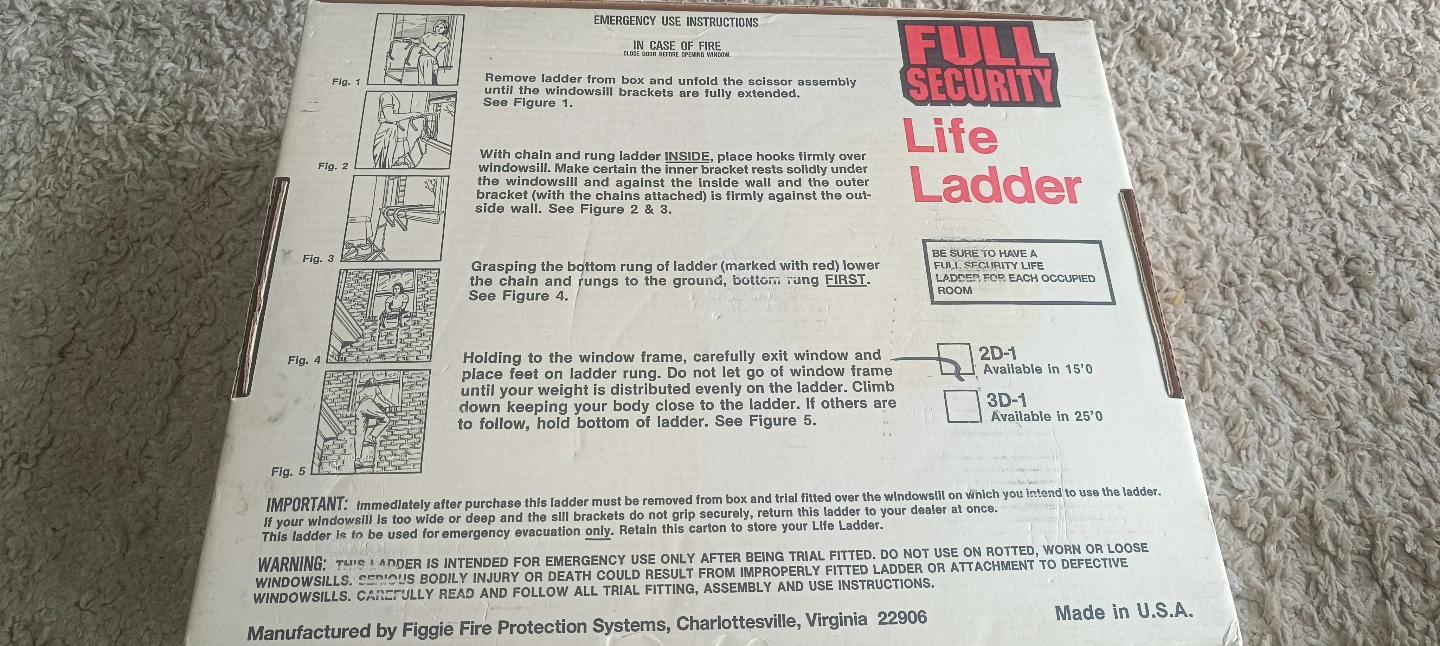 EMERGENCY USE INSTRUCTIONS
IN CASE OF FIRE
CLOSE DOOR BEFORE OPENING WINDOW.
Fig. 1
Remove ladder from box and unfold the scissor assembly
until the windowsill brackets are fully extended.
See Figure 1.
Fig. 2
With chain and rung ladder INSIDE, place hooks firmly over
windowsill. Make certain the inner bracket rests solidly under
the windowsill and against the inside wall and the outer
bracket (with the chains attached) is firmly against the out-
side wall. See Figure 2 & 3.
Fig. 3
Grasping the bottom rung of ladder (marked with red) lower
the chain and rungs to the ground, bottom rung FIRST.
See Figure 4.
Fig. 4
Holding to the window frame, carefully exit window and
place feet on ladder rung. Do not let go of window frame
until your weight is distributed evenly on the ladder. Climb
down keeping your body close to the ladder. If others are
to follow, hold bottom of ladder. See Figure 5.
Fig. 5
FULL
SECURITY
Life
Ladder
BE SURE TO HAVE A
FULL SECURITY LIFE
LADDER FOR EACH OCCUPIED
ROOM
2D-1
Available in 15'0
3D-1
Available in 25'0
IMPORTANT: Immediately after purchase this ladder must be removed from box and trial fitted over the windowsill on which you intend to use the ladder.
If your windowsill is too wide or deep and the sill brackets do not grip securely, return this ladder to your dealer at once.
This ladder is to be used for emergency evacuation only. Retain this carton to store your Life Ladder.
WARNING: THIS LADDER IS INTENDED FOR EMERGENCY USE ONLY AFTER BEING TRIAL FITTED. DO NOT USE ON ROTTED, WORN OR LOOSE
WINDOWSILLS. SERIOUS BODILY INJURY OR DEATH COULD RESULT FROM IMPROPERLY FITTED LADDER OR ATTACHMENT TO DEFECTIVE
WINDOWSILLS. CAREFULLY READ AND FOLLOW ALL TRIAL FITTING, ASSEMBLY AND USE INSTRUCTIONS.
Manufactured by Figgie Fire Protection Systems, Charlottesville, Virginia 22906
Made in U.S.A.